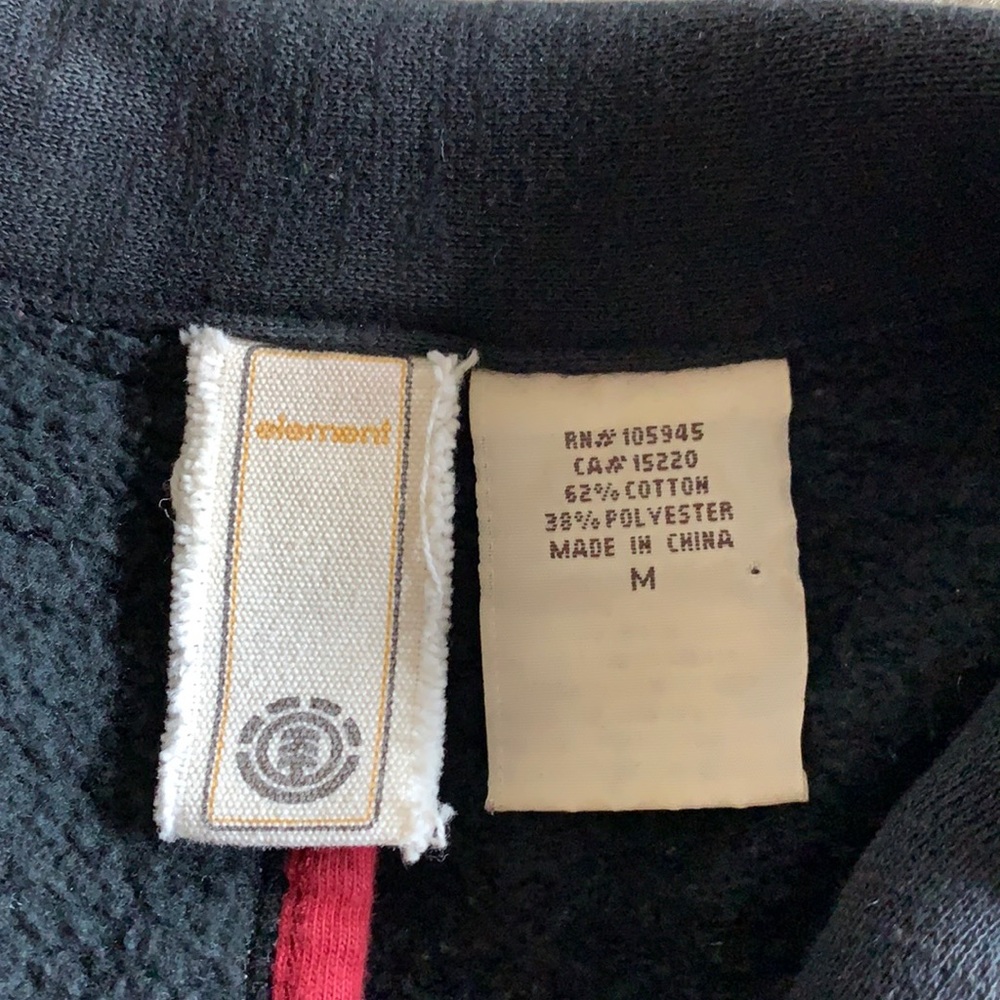 element
RN# 105945
CA# 15220
62% COTTON
38% POLYESTER
MADE IN CHINA
M